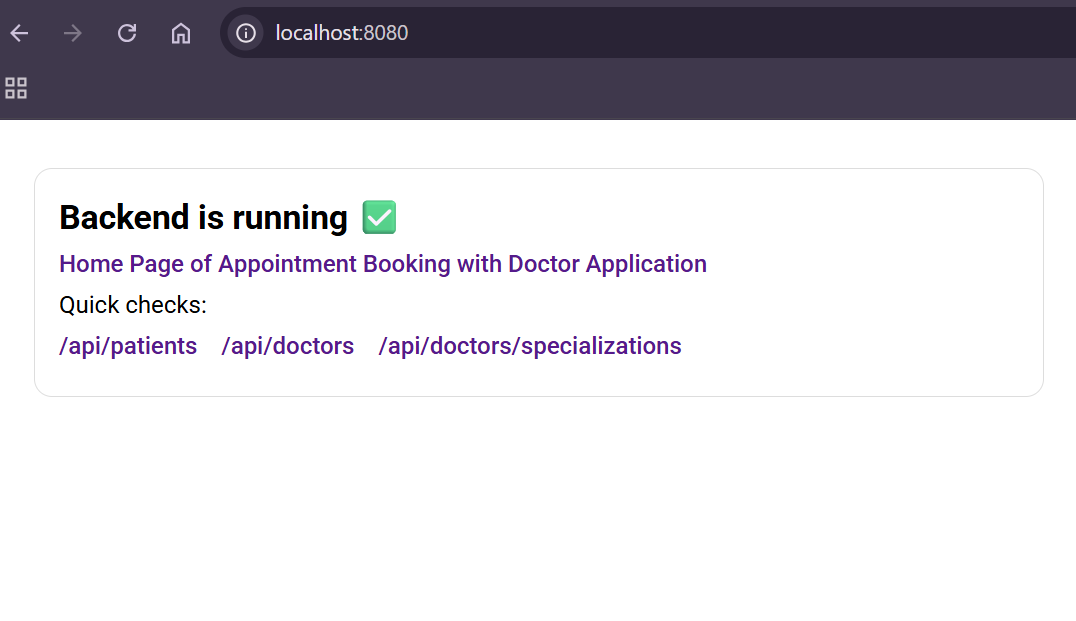 localhost:8080
Backend is running ✅
Home Page of Appointment Booking with Doctor Application
Quick checks:
/api/patients /api/doctors /api/doctors/specializations